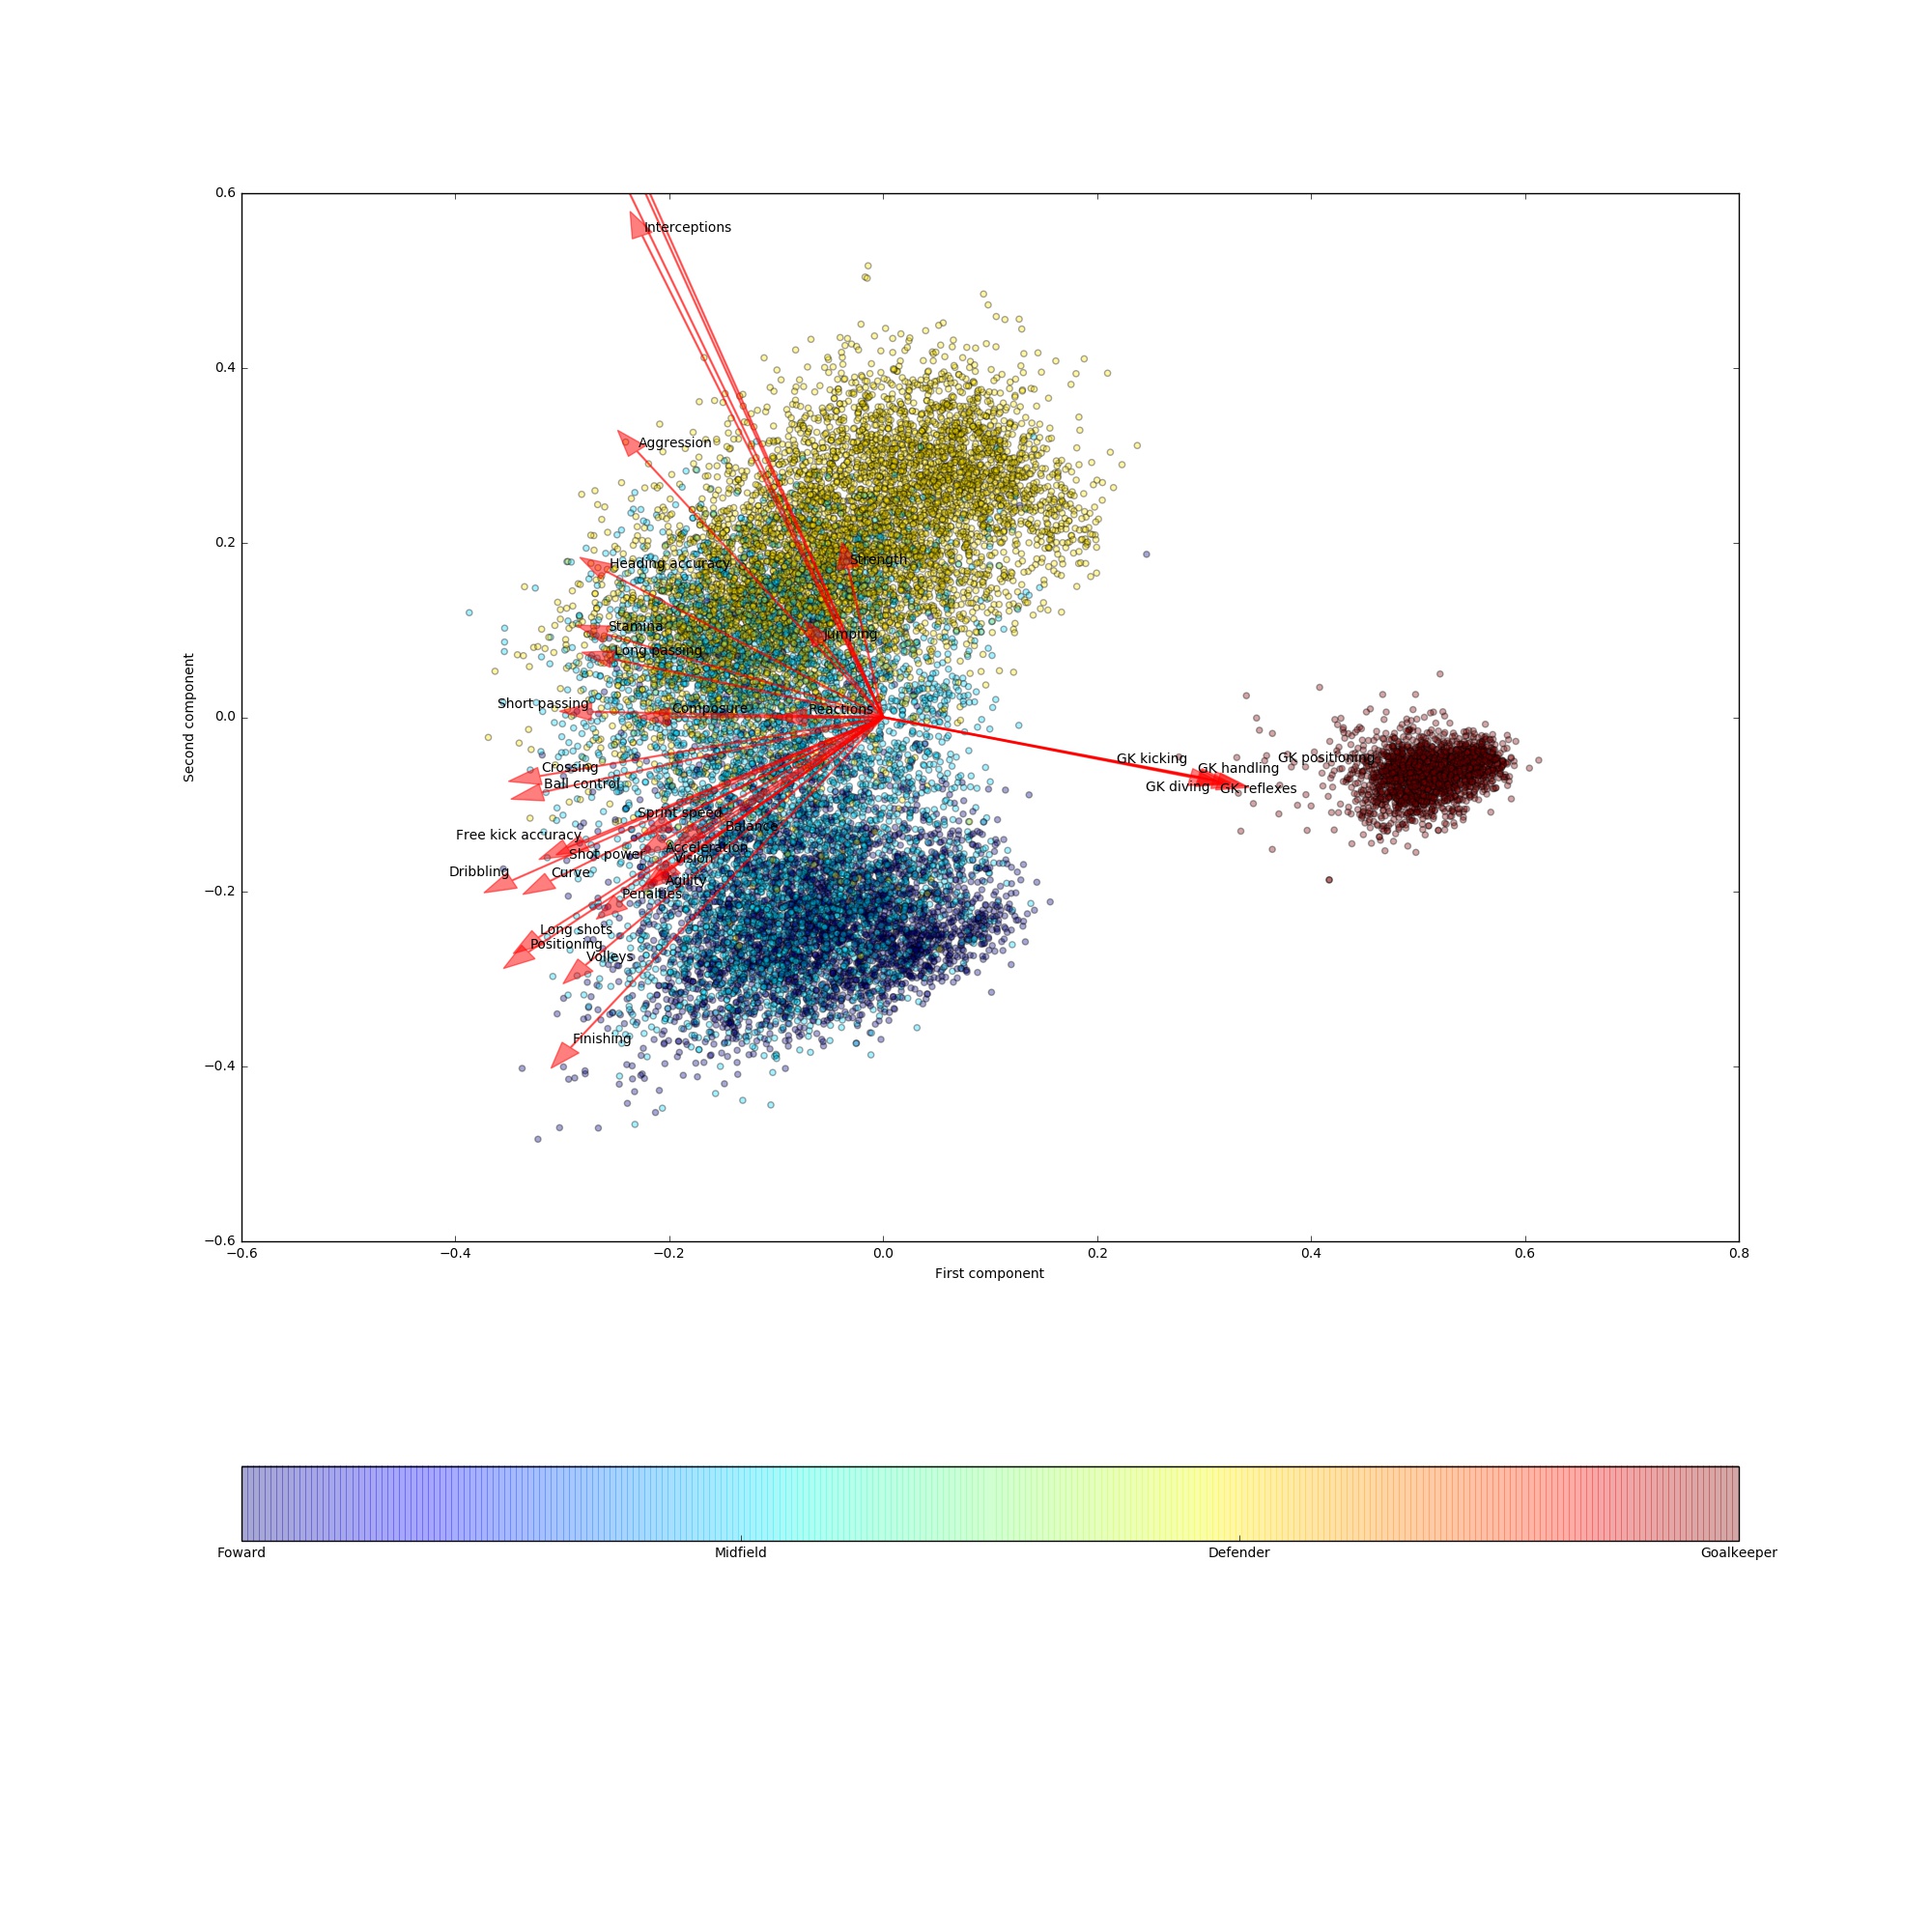 0.6
Interceptions
0.4
Aggression
0.2
Strength
Heading accuracy
Stamina
Jumping
Long passing
Short passing
Composure
Reactions
0.0
GK kicking
GK positioning
Crossing
GK handling
Ball control
GK diving
GK reflexes
Sprint speed
Balance
Free kick accuracy
Acceleration
Shot power
Vision
Dribbling
Curve
Agility
−0.2
Penalties
Long shots
Positioning
Volleys
Finishing
−0.4
−0.6
Second component
−0.6
−0.4
−0.2
0.0
0.2
0.4
0.6
0.8
First component
Foward
Midfield
Defender
Goalkeeper